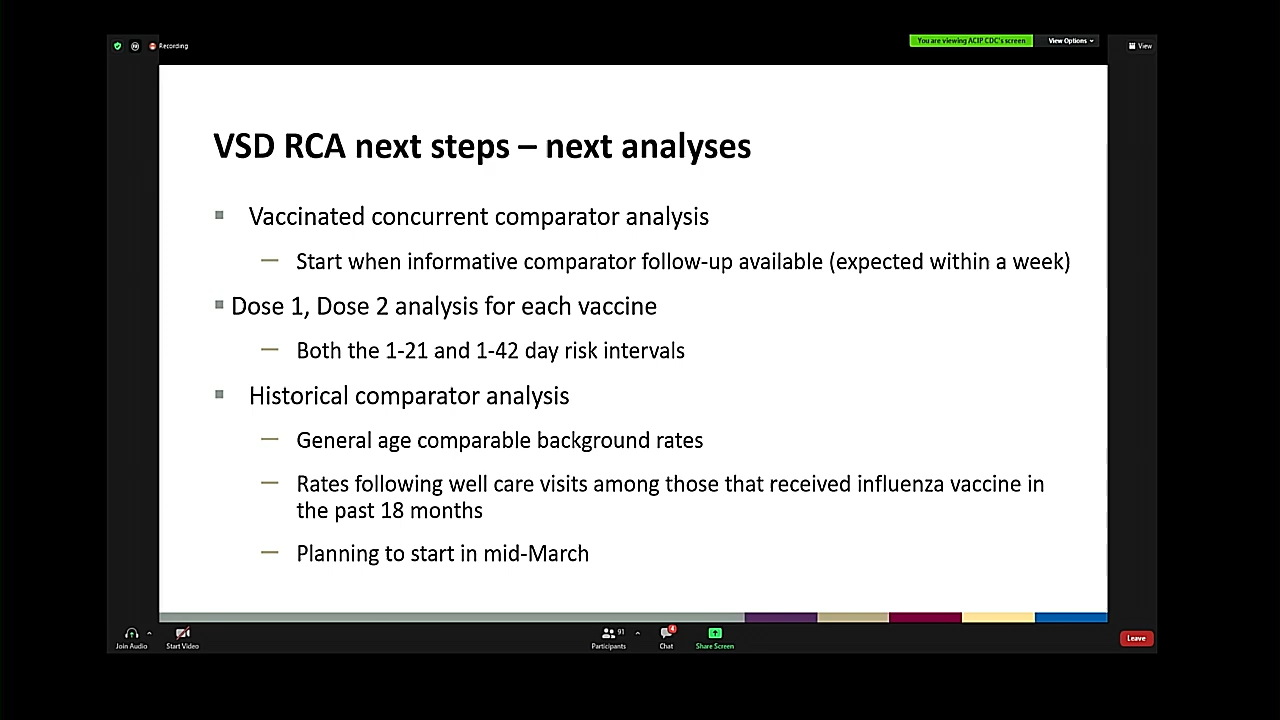 Recording
You are viewing ACIP CDC's screen
View Options
View
VSD RCA next steps – next analyses
Vaccinated concurrent comparator analysis
Start when informative comparator follow-up available (expected within a week)
Dose 1, Dose 2 analysis for each vaccine
Both the 1-21 and 1-42 day risk intervals
Historical comparator analysis
General age comparable background rates
Rates following well care visits among those that received influenza vaccine in
the past 18 months
Planning to start in mid-March
Join Audio
Start Video
91
Participants
4
Chat
Share Screen
Leave